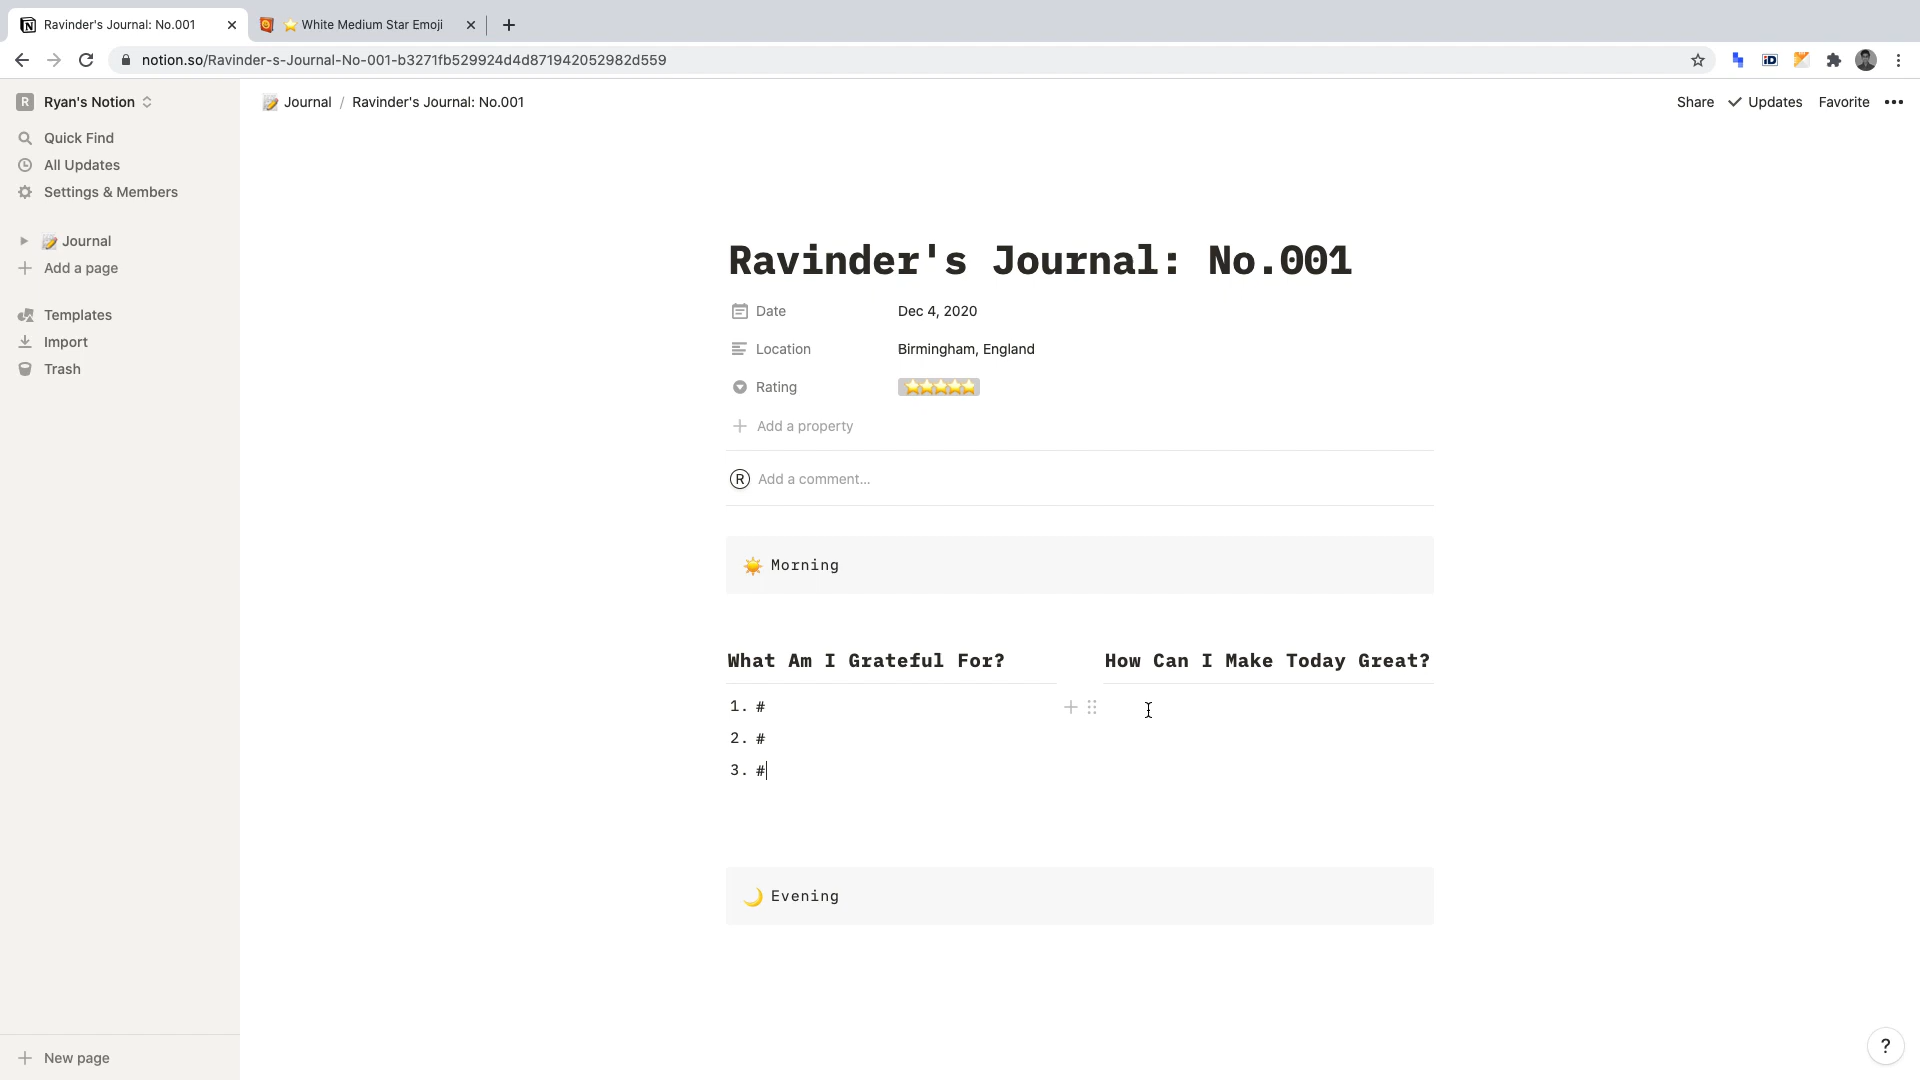 Ravinder's Journal: No.001
⭐ White Medium Star Emoji
notion.so/Ravinder-s-Journal-No-001-b3271fb529924d4d871942052982d559
R Ryan's Notion
📝 Journal / Ravinder's Journal: No.001
Share ✓ Updates Favorite •••
Quick Find
All Updates
Settings & Members
📝 Journal
+ Add a page
Templates
Import
Trash
+ New page
Ravinder's Journal: No.001
Date Dec 4, 2020
Location Birmingham, England
Rating ⭐⭐⭐⭐⭐
+ Add a property
R Add a comment...
☀️ Morning
What Am I Grateful For?
1. #
2. #
3. #
How Can I Make Today Great?
🌙 Evening
?